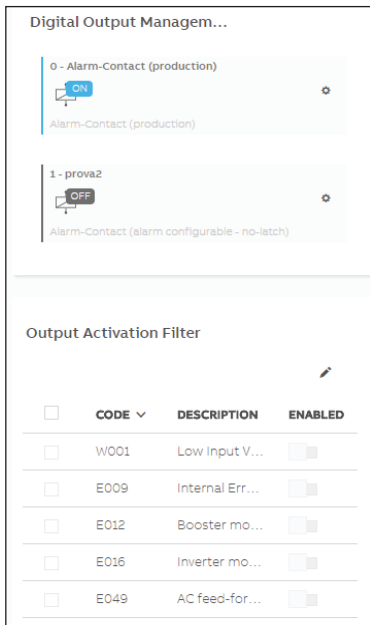 Digital Output Managem...
0 - Alarm-Contact (production)
ON
Alarm-Contact (production)
1 - prova2
OFF
Alarm-Contact (alarm configurable - no-latch)
Output Activation Filter
CODE DESCRIPTION ENABLED
W001 Low Input V...
E009 Internal Err...
E012 Booster mo...
E016 Inverter mo...
E049 AC feed-for...